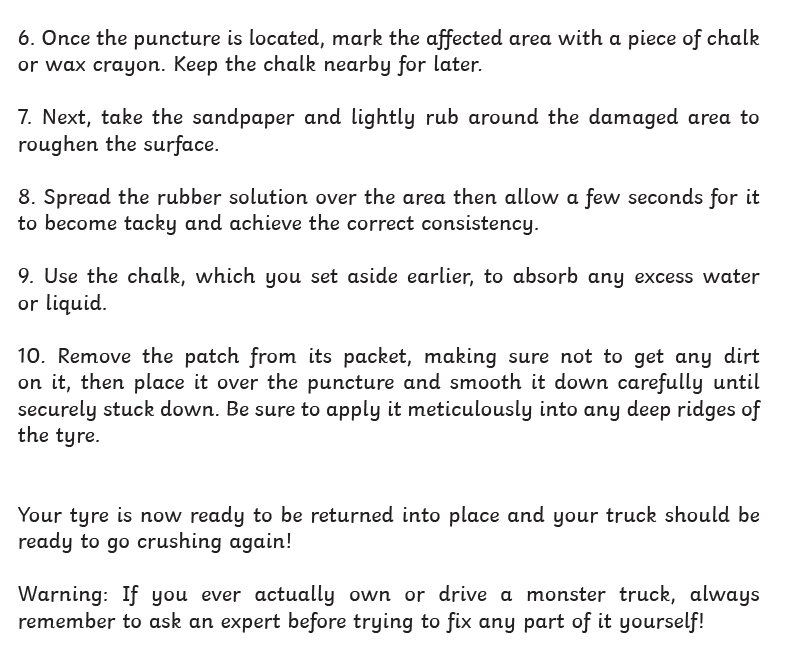 6. Once the puncture is located, mark the affected area with a piece of chalk
or wax crayon. Keep the chalk nearby for later.
7. Next, take the sandpaper and lightly rub around the damaged area to
roughen the surface.
8. Spread the rubber solution over the area then allow a few seconds for it
to become tacky and achieve the correct consistency.
9. Use the chalk, which you set aside earlier, to absorb any excess water
or liquid.
10. Remove the patch from its packet, making sure not to get any dirt
on it, then place it over the puncture and smooth it down carefully until
securely stuck down. Be sure to apply it meticulously into any deep ridges of
the tyre.
Your tyre is now ready to be returned into place and your truck should be
ready to go crushing again!
Warning: If you ever actually own or drive a monster truck, always
remember to ask an expert before trying to fix any part of it yourself!